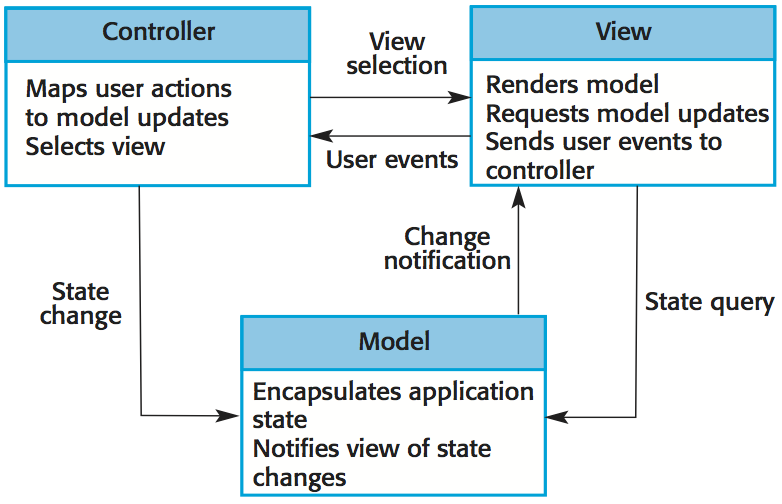 Controller
Maps user actions
to model updates
Selects view
View
selection
User events
View
Renders model
Requests model updates
Sends user events to
controller
State
change
Change
notification
State query
Model
Encapsulates application
state
Notifies view of state
changes